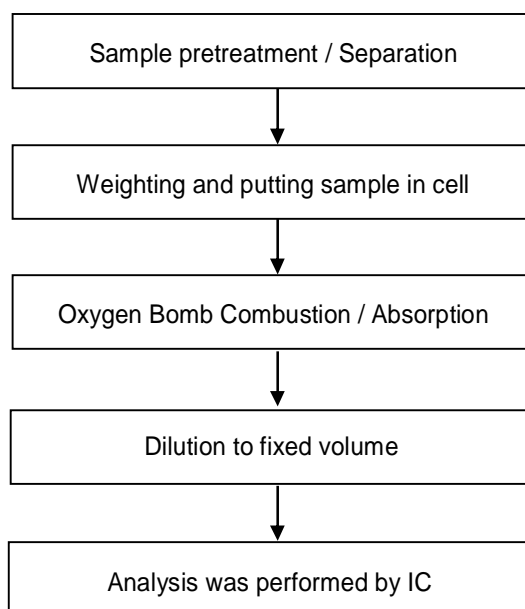 Sample pretreatment / Separation
Weighting and putting sample in cell
Oxygen Bomb Combustion / Absorption
Dilution to fixed volume
Analysis was performed by IC